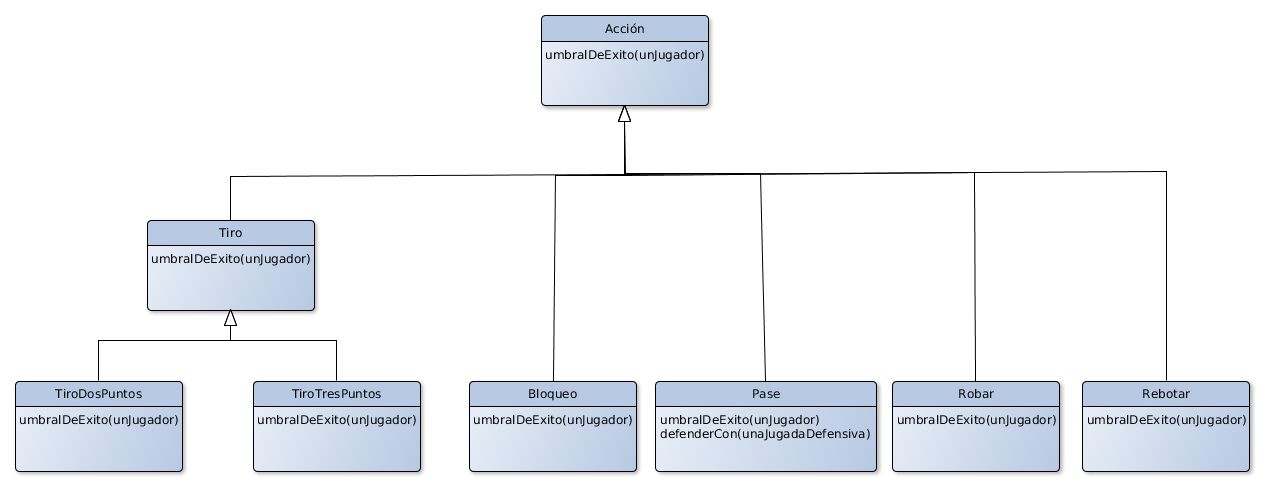 Acción
umbralDeExito(unJugador)
Tiro
umbralDeExito(unJugador)
TiroDosPuntos
umbralDeExito(unJugador)
TiroTresPuntos
umbralDeExito(unJugador)
Bloqueo
umbralDeExito(unJugador)
Pase
umbralDeExito(unJugador)
defenderCon(unaJugadaDefensiva)
Robar
umbralDeExito(unJugador)
Rebotar
umbralDeExito(unJugador)